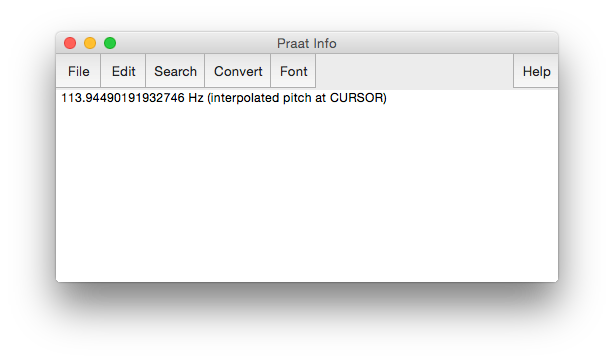 Praat Info
File Edit Search Convert Font Help
113.94490191932746 Hz (interpolated pitch at CURSOR)